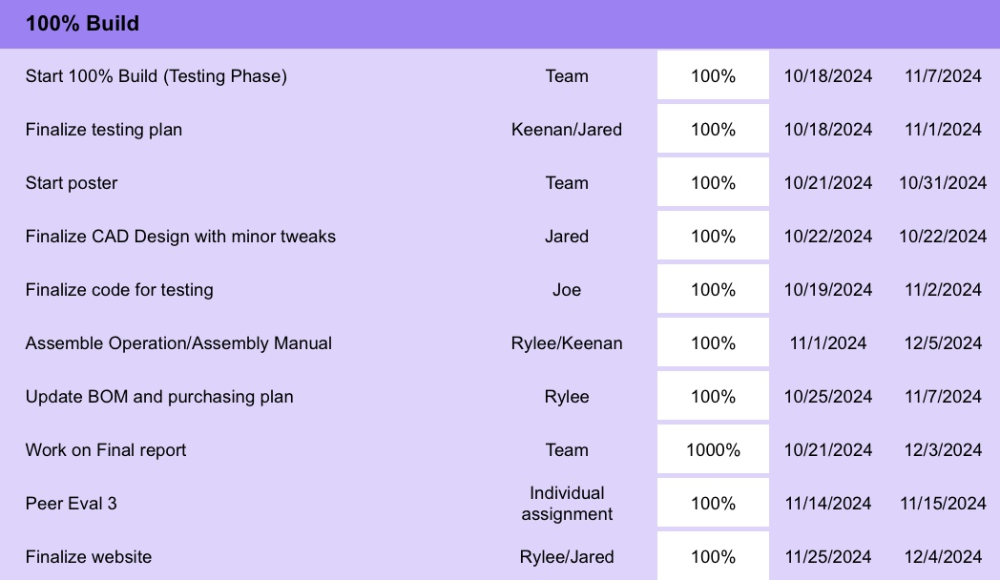 100% Build
Start 100% Build (Testing Phase) Team 100% 10/18/2024 11/7/2024
Finalize testing plan Keenan/Jared 100% 10/18/2024 11/1/2024
Start poster Team 100% 10/21/2024 10/31/2024
Finalize CAD Design with minor tweaks Jared 100% 10/22/2024 10/22/2024
Finalize code for testing Joe 100% 10/19/2024 11/2/2024
Assemble Operation/Assembly Manual Rylee/Keenan 100% 11/1/2024 12/5/2024
Update BOM and purchasing plan Rylee 100% 10/25/2024 11/7/2024
Work on Final report Team 1000% 10/21/2024 12/3/2024
Peer Eval 3 Individual assignment 100% 11/14/2024 11/15/2024
Finalize website Rylee/Jared 100% 11/25/2024 12/4/2024